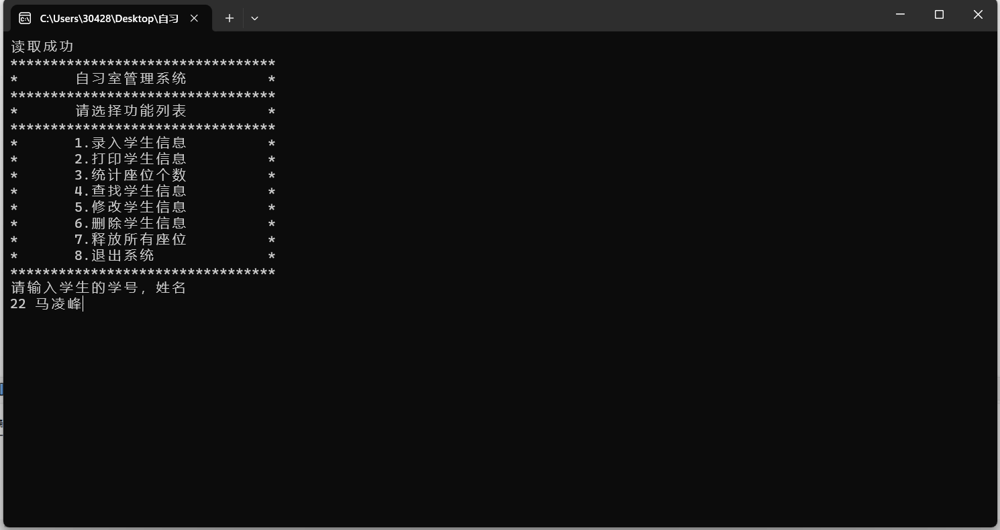 C:\Users\30428\Desktop\自习
读取成功
*********************************
* 自习室管理系统 *
*********************************
* 请选择功能列表 *
*********************************
* 1.录入学生信息 *
* 2.打印学生信息 *
* 3.统计座位个数 *
* 4.查找学生信息 *
* 5.修改学生信息 *
* 6.删除学生信息 *
* 7.释放所有座位 *
* 8.退出系统 *
*********************************
请输入学生的学号，姓名
22 马凌峰